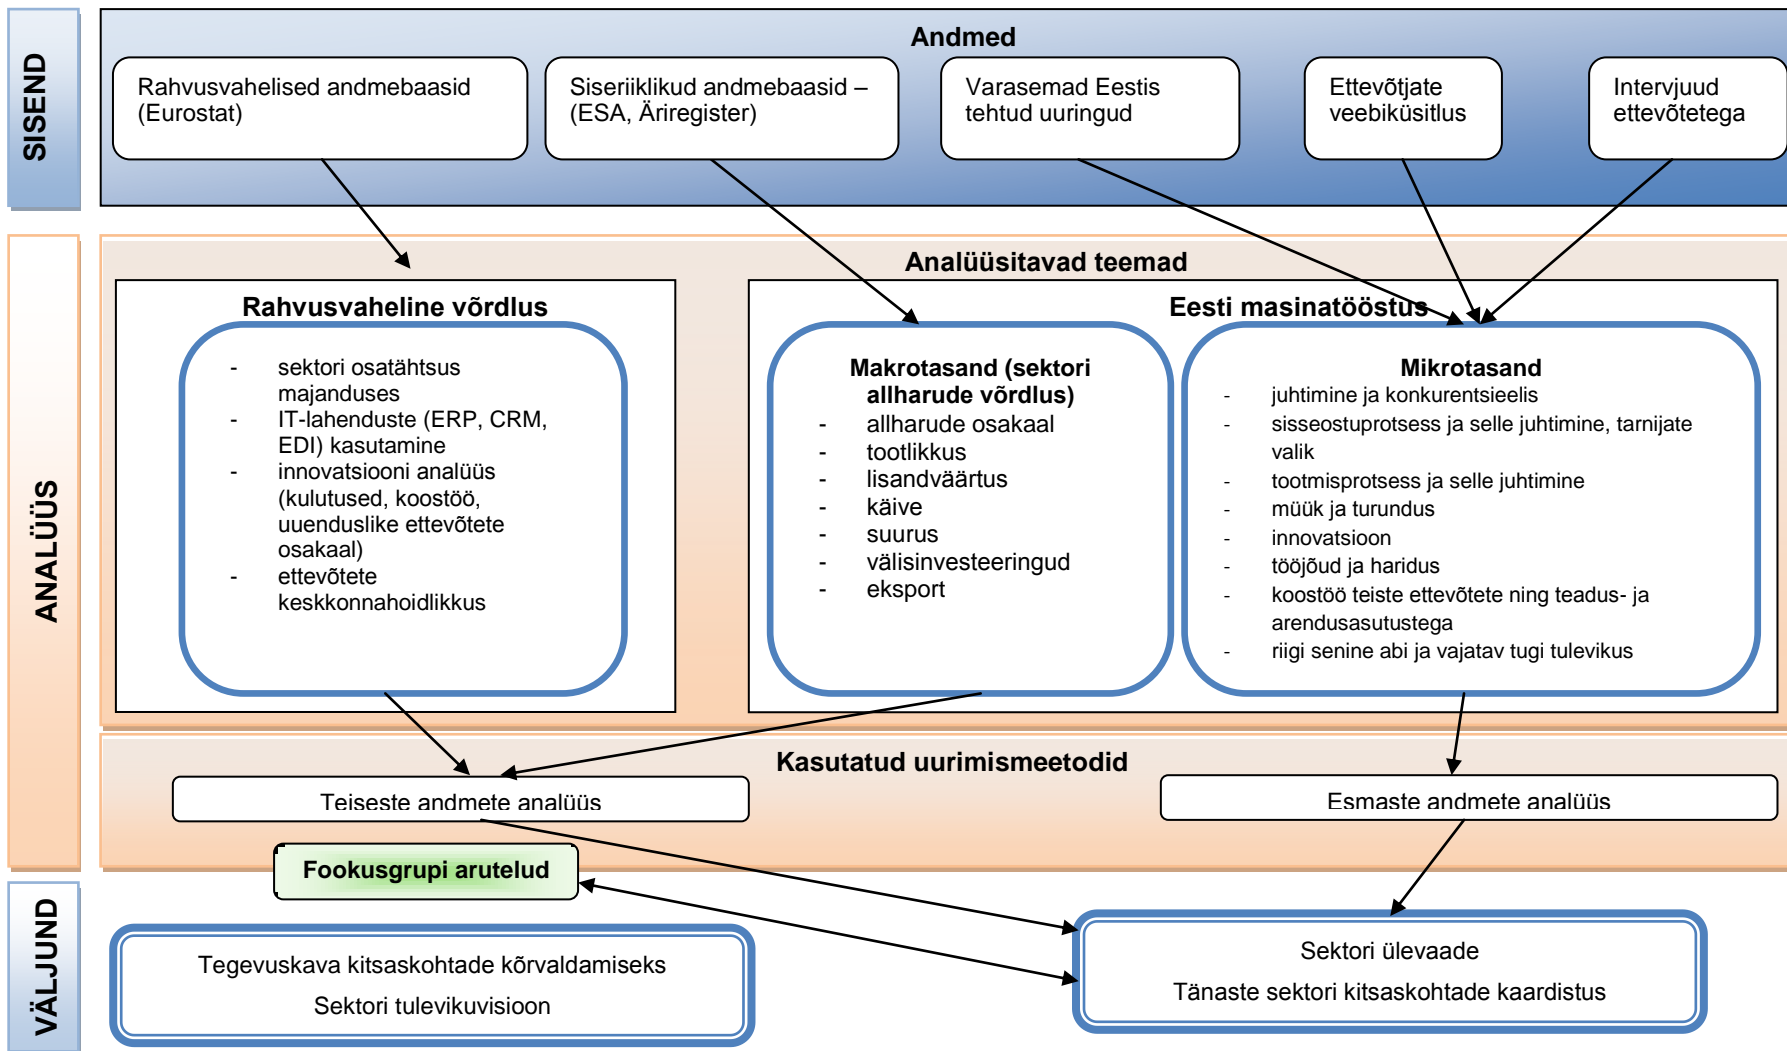 SISEND
Andmed
Rahvusvahelised andmebaasid
(Eurostat)
Siseriiklikud andmebaasid –
(ESA, Äriregister)
Varasemad Eestis
tehtud uuringud
Ettevõtjate
veebiküsitlus
Intervjuud
ettevõtetega
ANALÜÜS
Analüüsitavad teemad
Rahvusvaheline võrdlus
- sektori osatähtsus
majanduses
- IT-lahenduste (ERP, CRM,
EDI) kasutamine
- innovatsiooni analüüs
(kulutused, koostöö,
uuenduslike ettevõtete
osakaal)
- ettevõtete
keskkonnahoidlikkus
Eesti masinatööstus
Makrotasand (sektori
allharude võrdlus)
- allharude osakaal
- tootlikkus
- lisandväärtus
- käive
- suurus
- välisinvesteeringud
- eksport
Mikrotasand
- juhtimine ja konkurentsieelis
- sisseostuprotsess ja selle juhtimine, tarnijate
valik
- tootmisprotsess ja selle juhtimine
- müük ja turundus
- innovatsioon
- tööjõud ja haridus
- koostöö teiste ettevõtete ning teadus- ja
arendusasutustega
- riigi senine abi ja vajatav tugi tulevikus
Kasutatud uurimismeetodid
Teiseste andmete analüüs
Esmaste andmete analüüs
Fookusgrupi arutelud
VÄLJUND
Tegevuskava kitsaskohtade kõrvaldamiseks
Sektori tulevikuvisioon
Sektori ülevaade
Tänaste sektori kitsaskohtade kaardistus